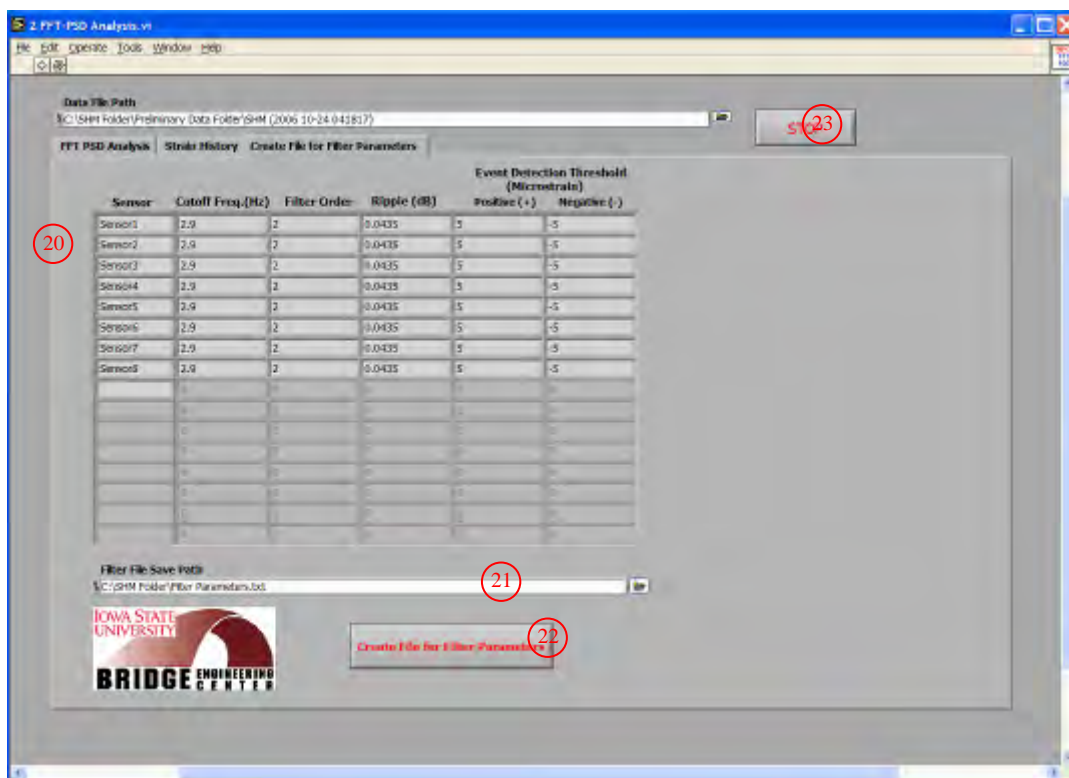 2.FFT-PSD Analysis.vi
File Edit Operate Tools Window Help
Data File Path
C:\SHM Folder\Preliminary Data Folder\SHM (2006 10-24 041817)
STOP
23
FFT PSD Analysis Strain History Create File for Filter Parameters
Event Detection Threshold
(Microstrain)
Sensor Cutoff Freq.(Hz) Filter Order Ripple (dB) Positive (+) Negative (-)
20
Sensor1 2.9 2 0.0435 5 -5
Sensor2 2.9 2 0.0435 5 -5
Sensor3 2.9 2 0.0435 5 -5
Sensor4 2.9 2 0.0435 5 -5
Sensor5 2.9 2 0.0435 5 -5
Sensor6 2.9 2 0.0435 5 -5
Sensor7 2.9 2 0.0435 5 -5
Sensor8 2.9 2 0.0435 5 -5
Filter File Save Path
C:\SHM Folder\Filter Parameters.txt
21
IOWA STATE
UNIVERSITY
BRIDGE ENGINEERING
CENTER
Create File for Filter Parameters
22